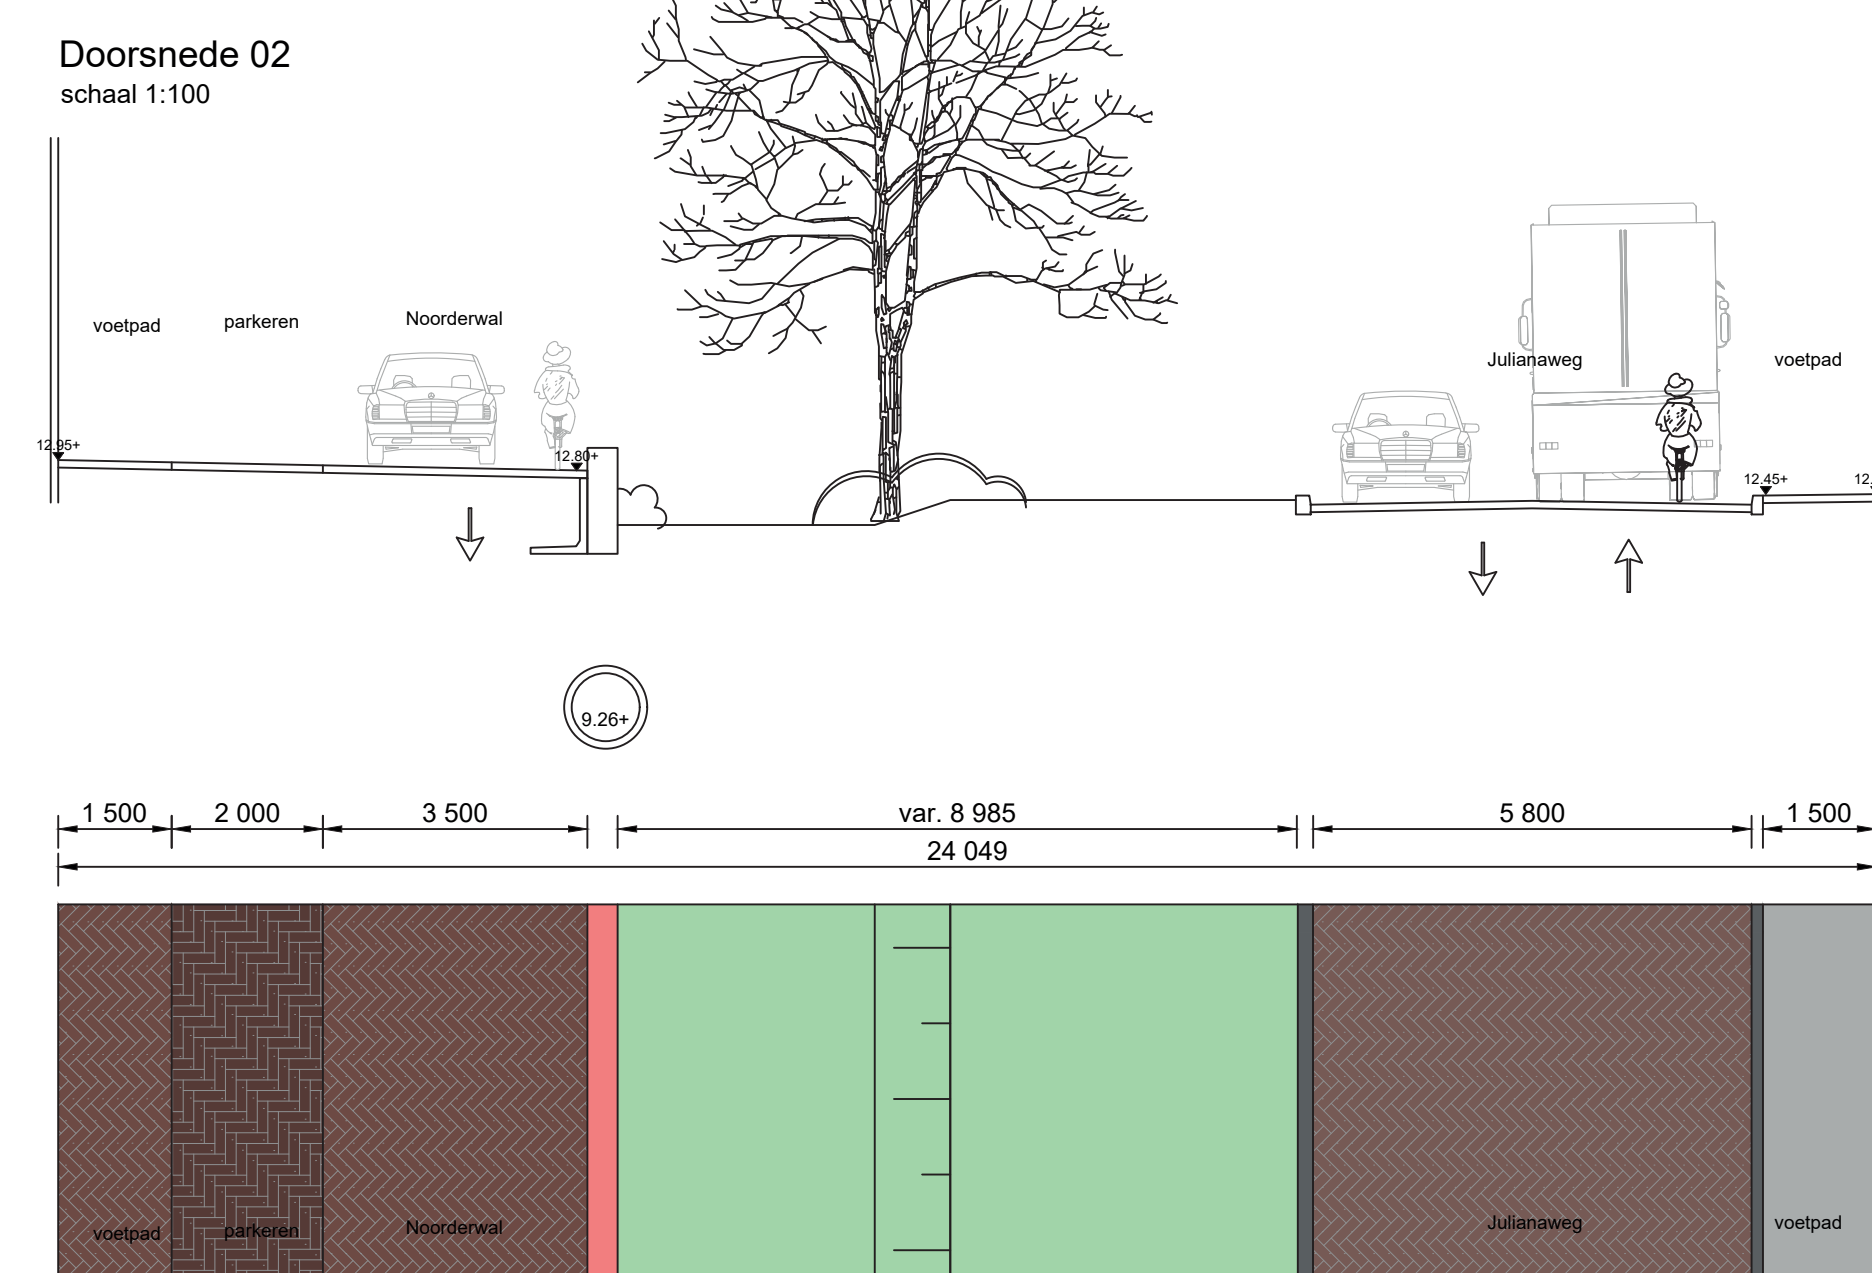 Doorsnede 02
schaal 1:100
voetpad
parkeren
Noorderwal
Julianaweg
voetpad
12.95+
12.80+
12.45+
12.
9.26+
1 500
2 000
3 500
var. 8 985
5 800
1 500
24 049
voetpad
parkeren
Noorderwal
Julianaweg
voetpad